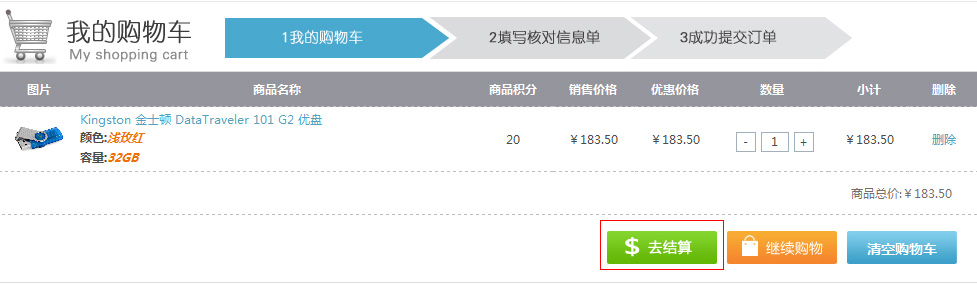 我的购物车
My shopping cart
1我的购物车 2填写核对信息单 3成功提交订单
图片 商品名称 商品积分 销售价格 优惠价格 数量 小计 删除
Kingston 金士顿 DataTraveler 101 G2 优盘
颜色:浅玫红
容量:32GB
20 ¥183.50 ¥183.50 - 1 + ¥183.50 删除
商品总价:¥183.50
$ 去结算 继续购物 清空购物车